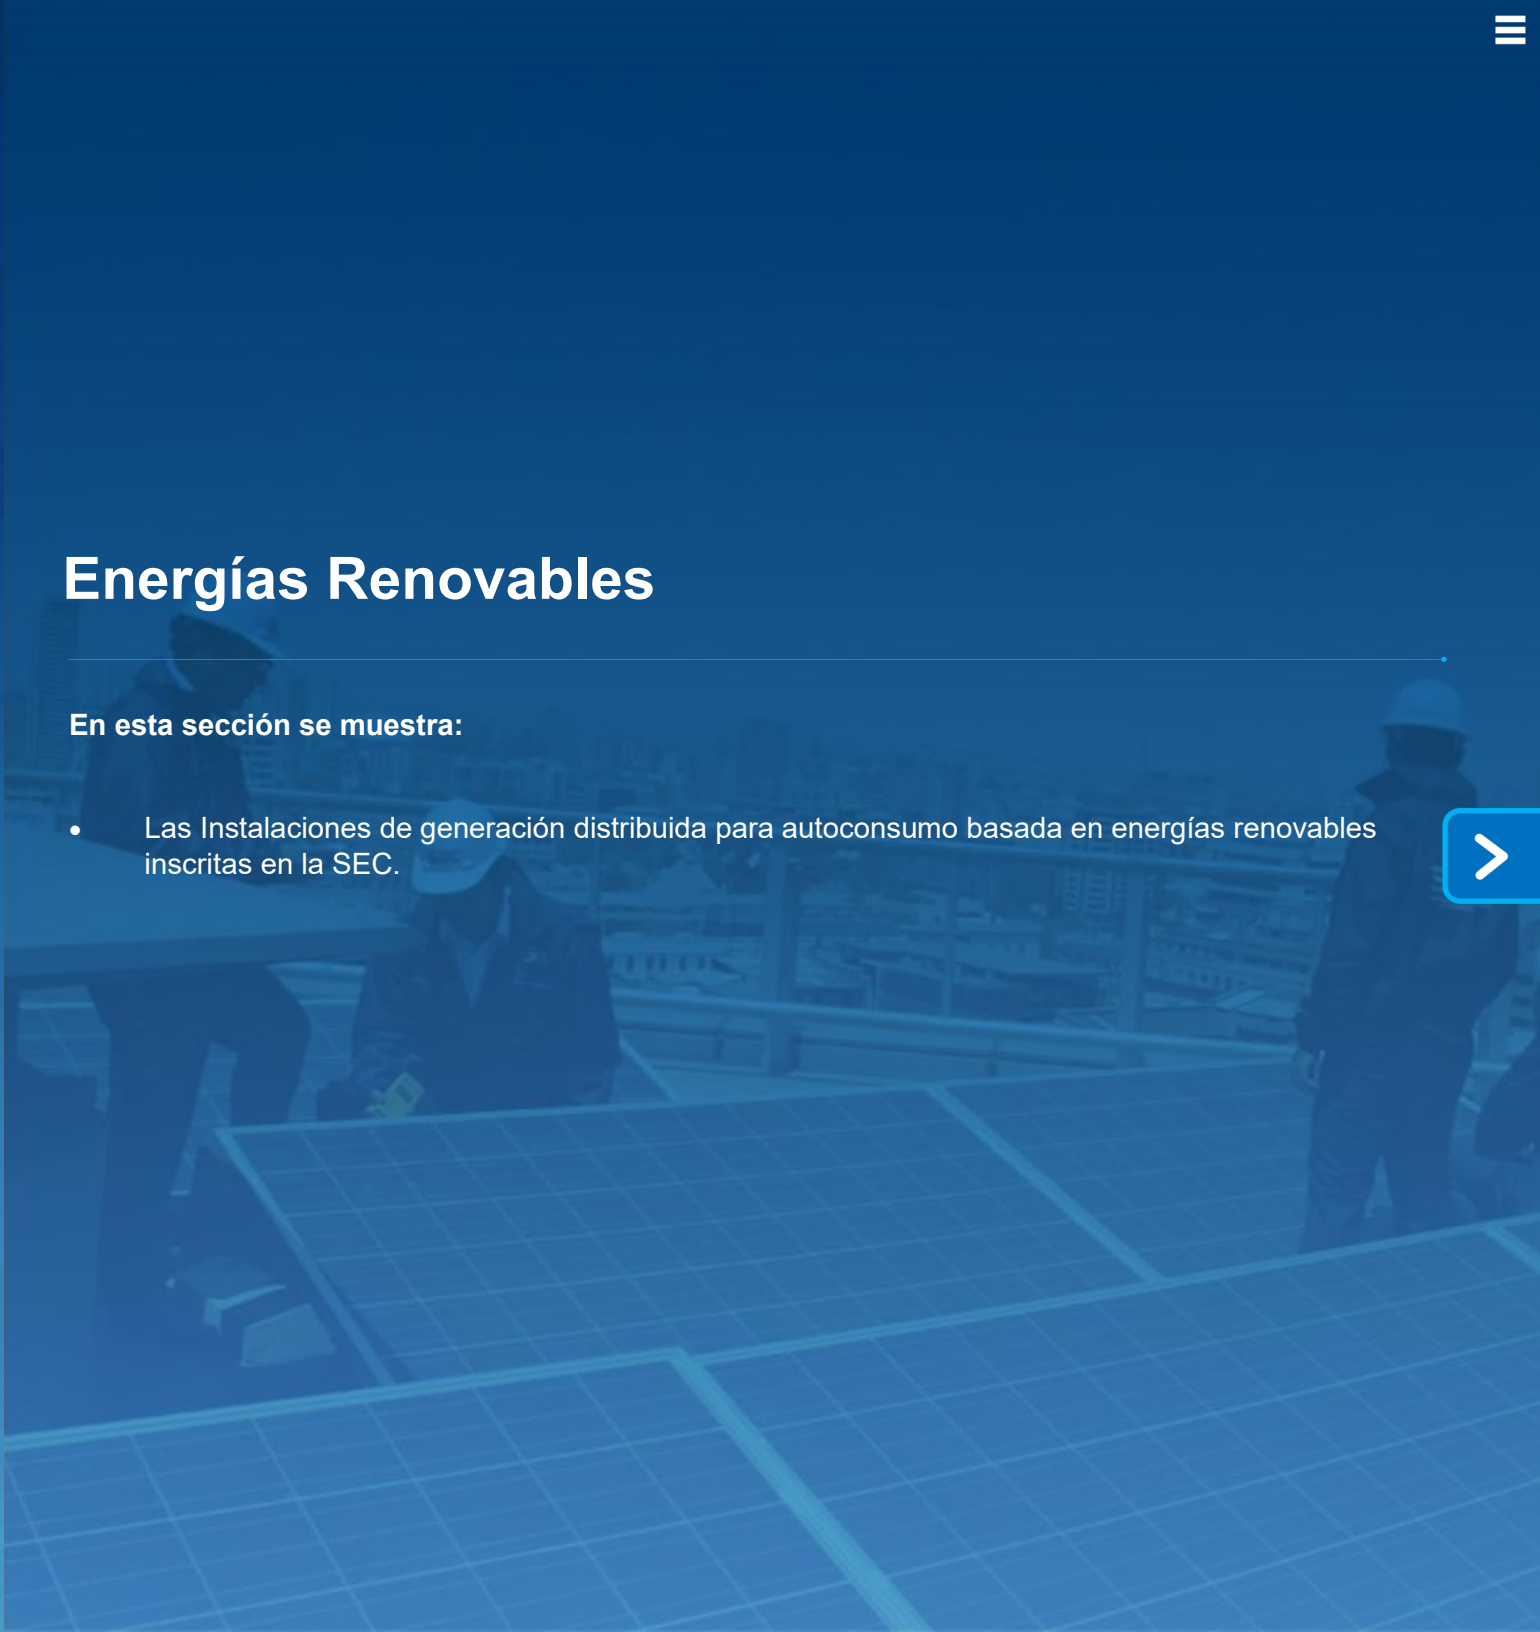 Energías Renovables
En esta sección se muestra:
• Las Instalaciones de generación distribuida para autoconsumo basada en energías renovables
inscritas en la SEC.